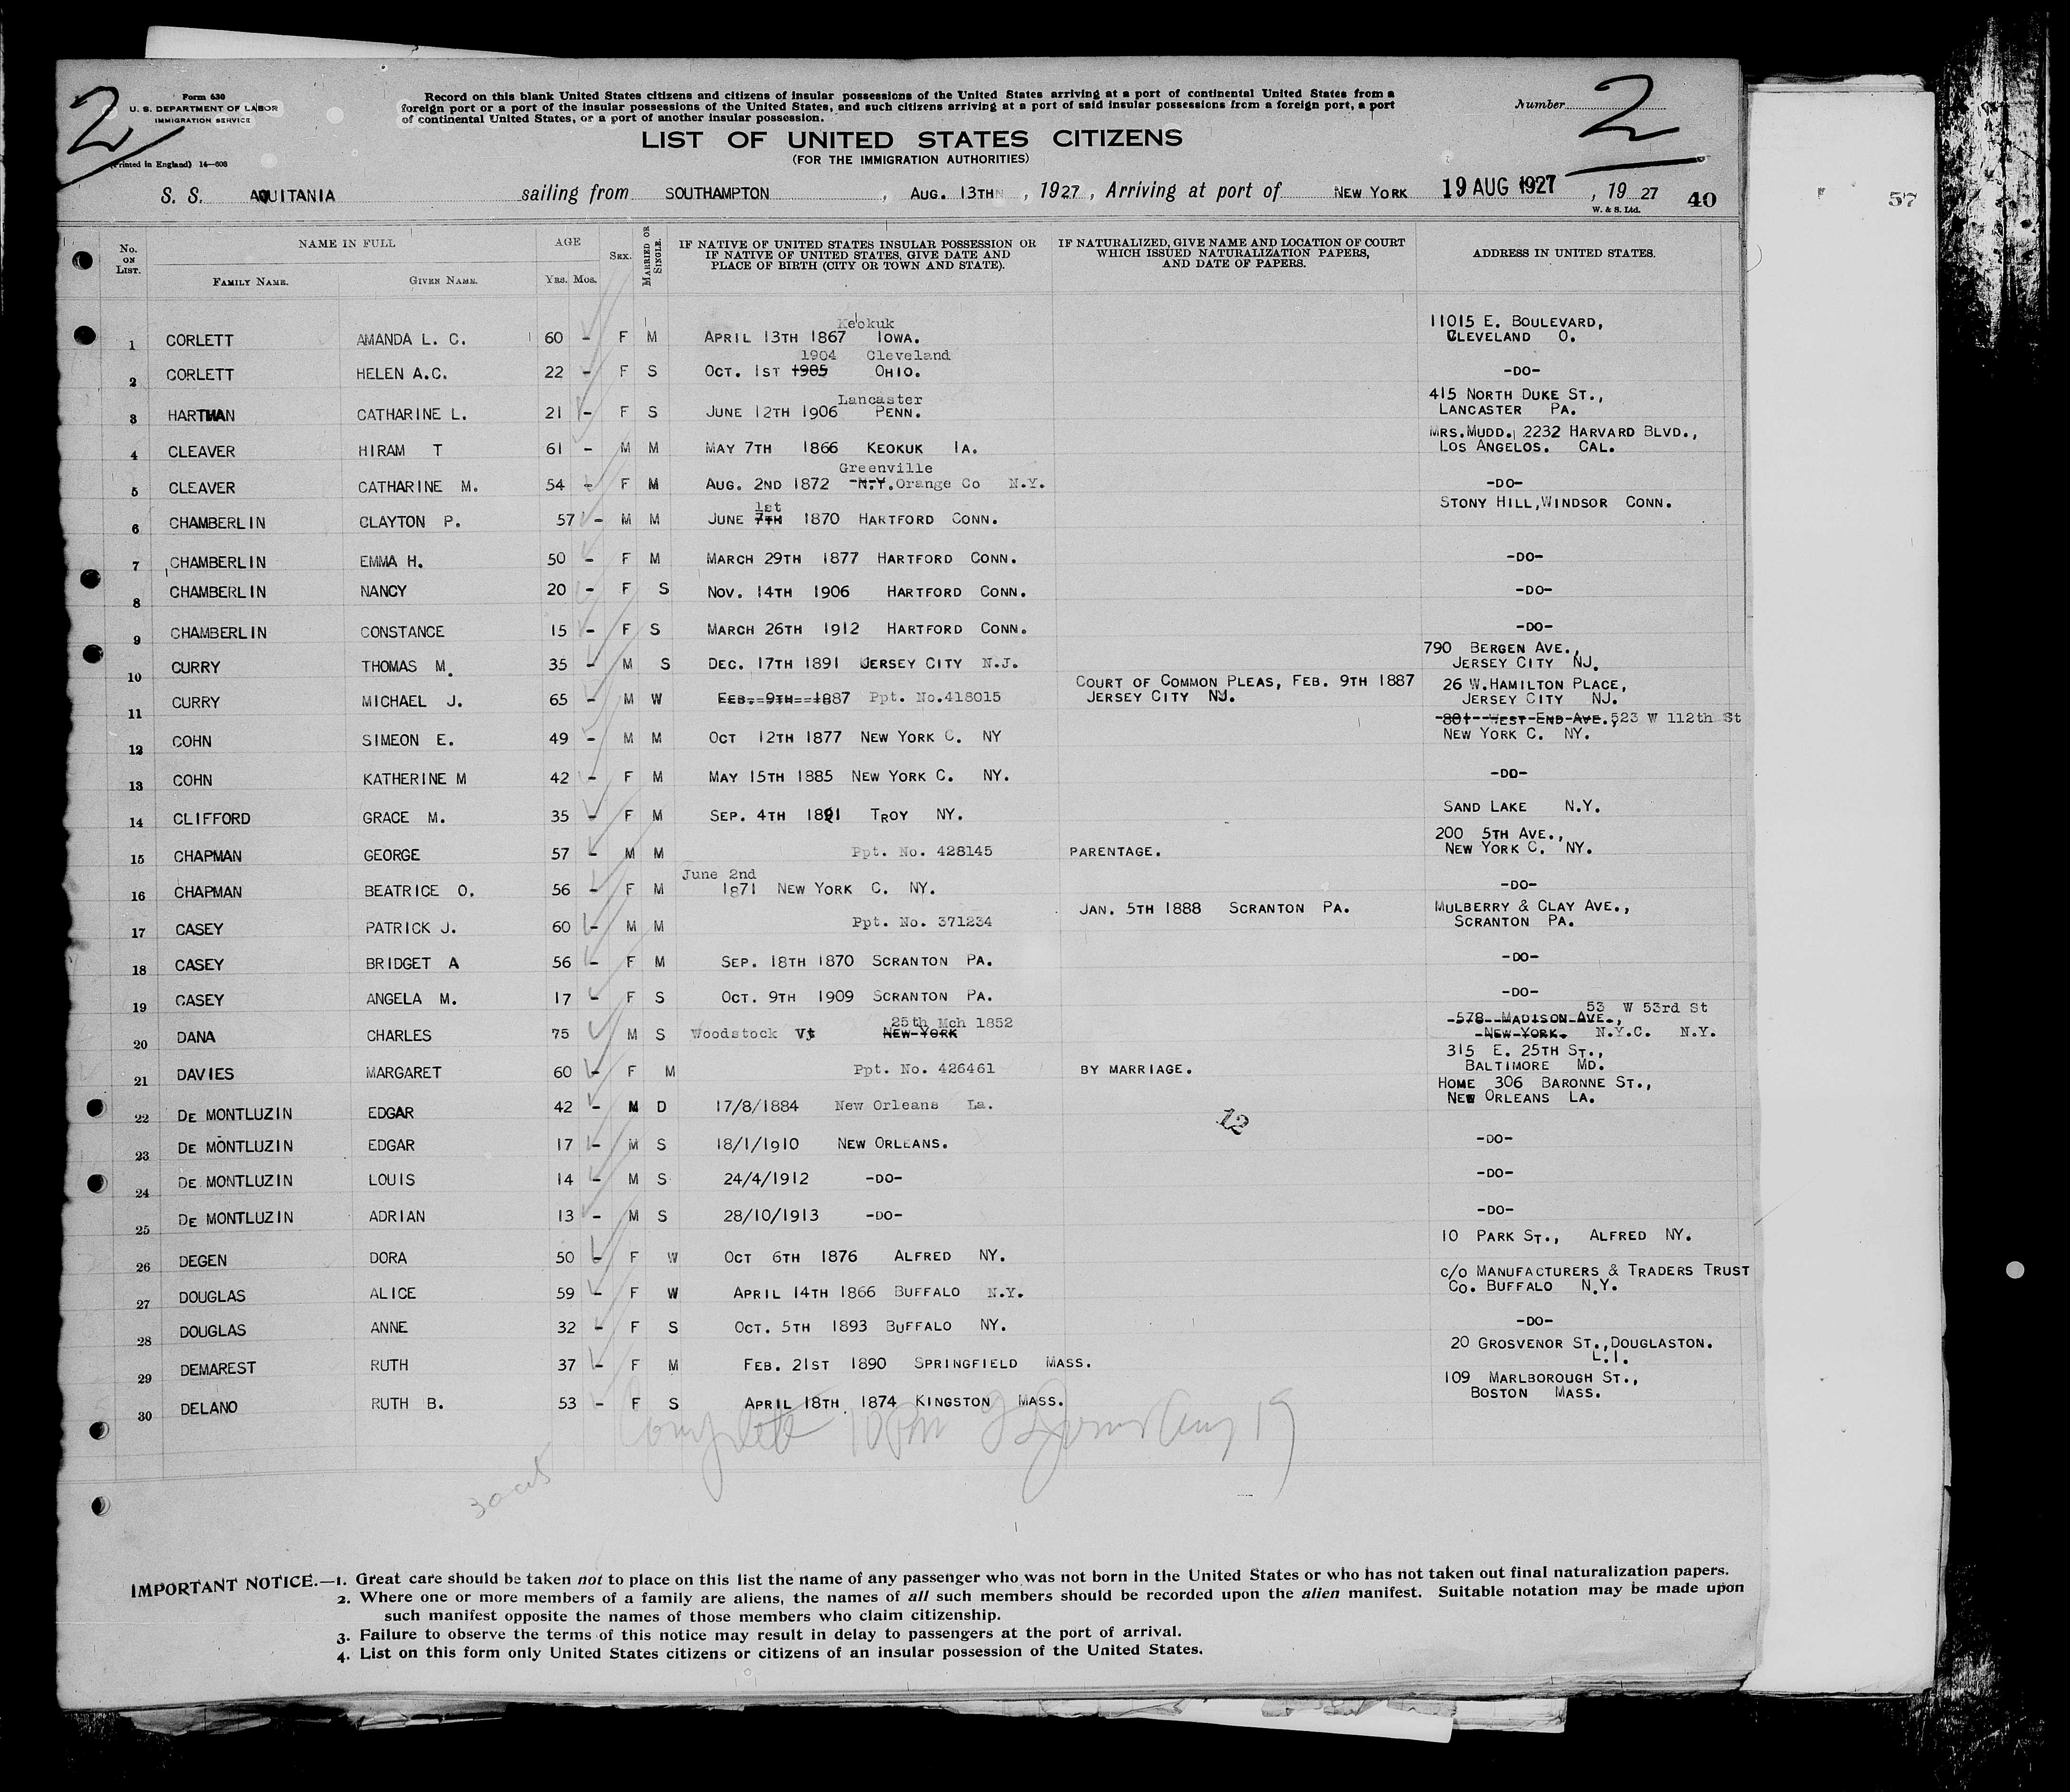 2
Form 630
U. S. DEPARTMENT OF LABOR
IMMIGRATION SERVICE
(Printed in England) 14—608
Record on this blank United States citizens and citizens of insular possessions of the United States arriving at a port of continental United States from a
foreign port or a port of the insular possessions of the United States, and such citizens arriving at a port of said insular possessions from a foreign port, a port
of continental United States, or a port of another insular possession.
Number 2
LIST OF UNITED STATES CITIZENS
(FOR THE IMMIGRATION AUTHORITIES)
S. S. AQUITANIA sailing from SOUTHAMPTON , AUG. 13TH , 1927 , Arriving at port of NEW YORK 19 AUG 1927 , 19 27 40
W. & S. Ltd.
57
No. ON LIST. NAME IN FULL AGE SEX. MARRIED OR SINGLE. IF NATIVE OF UNITED STATES INSULAR POSSESSION OR IF NATIVE OF UNITED STATES, GIVE DATE AND PLACE OF BIRTH (CITY OR TOWN AND STATE). IF NATURALIZED, GIVE NAME AND LOCATION OF COURT WHICH ISSUED NATURALIZATION PAPERS, AND DATE OF PAPERS. ADDRESS IN UNITED STATES.
FAMILY NAME. GIVEN NAME. YRS. MOS.
Keokuk 11015 E. BOULEVARD,
1 CORLETT AMANDA L. C. 60 - F M APRIL 13TH 1867 IOWA. CLEVELAND O.
1904 Cleveland
2 CORLETT HELEN A.C. 22 - F S OCT. 1ST 1905 OHIO. -DO-
Lancaster 415 NORTH DUKE ST.,
3 HARTMAN CATHARINE L. 21 - F S JUNE 12TH 1906 PENN. LANCASTER PA.
MRS.MUDD. 2232 HARVARD BLVD.,
4 CLEAVER HIRAM T 61 - M M MAY 7TH 1866 KEOKUK IA. LOS ANGELOS. CAL.
Greenville
5 CLEAVER CATHARINE M. 54 - F M AUG. 2ND 1872 N.Y. Orange Co N.Y. -DO-
1st STONY HILL,WINDSOR CONN.
6 CHAMBERLIN CLAYTON P. 57 - M M JUNE 7TH 1870 HARTFORD CONN.
7 CHAMBERLIN EMMA H. 50 - F M MARCH 29TH 1877 HARTFORD CONN. -DO-
8 CHAMBERLIN NANCY 20 - F S NOV. 14TH 1906 HARTFORD CONN. -DO-
9 CHAMBERLIN CONSTANCE 15 - F S MARCH 26TH 1912 HARTFORD CONN. -DO-
790 BERGEN AVE.,
10 CURRY THOMAS M. 35 - M S DEC. 17TH 1891 JERSEY CITY N.J. JERSEY CITY NJ.
COURT OF COMMON PLEAS, FEB. 9TH 1887 26 W.HAMILTON PLACE,
11 CURRY MICHAEL J. 65 - M W FEB. 9TH 1887 Ppt. No.418015 JERSEY CITY NJ. JERSEY CITY NJ.
801 WEST END AVE., 523 W 112th St
12 COHN SIMEON E. 49 - M M OCT 12TH 1877 NEW YORK C. NY NEW YORK C. NY.
13 COHN KATHERINE M 42 - F M MAY 15TH 1885 NEW YORK C. NY. -DO-
14 CLIFFORD GRACE M. 35 - F M SEP. 4TH 1891 TROY NY. SAND LAKE N.Y.
200 5TH AVE.,
15 CHAPMAN GEORGE 57 - M M Ppt. No. 428145 PARENTAGE. NEW YORK C. NY.
June 2nd
16 CHAPMAN BEATRICE O. 56 - F M 1871 NEW YORK C. NY. -DO-
JAN. 5TH 1888 SCRANTON PA. MULBERRY & CLAY AVE.,
17 CASEY PATRICK J. 60 - M M Ppt. No. 371234 SCRANTON PA.
18 CASEY BRIDGET A 56 - F M SEP. 18TH 1870 SCRANTON PA. -DO-
19 CASEY ANGELA M. 17 - F S OCT. 9TH 1909 SCRANTON PA. -DO-
25th Mch 1852 578 MADISON AVE., 53 W 53rd St
20 DANA CHARLES 75 M S Woodstock Vt NEW YORK NEW YORK. N.Y.C. N.Y.
315 E. 25TH ST.,
21 DAVIES MARGARET 60 - F M Ppt. No. 426461 BY MARRIAGE. BALTIMORE MD.
HOME 306 BARONNE ST.,
22 DE MONTLUZIN EDGAR 42 - M D 17/8/1884 New Orleans La. NEW ORLEANS LA.
12
23 DE MONTLUZIN EDGAR 17 - M S 18/1/1910 NEW ORLEANS. -DO-
24 DE MONTLUZIN LOUIS 14 - M S 24/4/1912 -DO- -DO-
25 DE MONTLUZIN ADRIAN 13 - M S 28/10/1913 -DO- -DO-
26 DEGEN DORA 50 - F W OCT 6TH 1876 ALFRED NY. 10 PARK ST., ALFRED NY.
C/O MANUFACTURERS & TRADERS TRUST
27 DOUGLAS ALICE 59 - F W APRIL 14TH 1866 BUFFALO N.Y. CO. BUFFALO N.Y.
28 DOUGLAS ANNE 32 - F S OCT. 5TH 1893 BUFFALO NY. -DO-
20 GROSVENOR ST.,DOUGLASTON.
29 DEMAREST RUTH 37 - F M FEB. 21ST 1890 SPRINGFIELD MASS. L.I.
109 MARLBOROUGH ST.,
30 DELANO RUTH B. 53 - F S APRIL 18TH. 1874 KINGSTON MASS. BOSTON MASS.
Complete 10 Pm Aug 19
IMPORTANT NOTICE.—1. Great care should be taken not to place on this list the name of any passenger who was not born in the United States or who has not taken out final naturalization papers.
2. Where one or more members of a family are aliens, the names of all such members should be recorded upon the alien manifest. Suitable notation may be made upon
such manifest opposite the names of those members who claim citizenship.
3. Failure to observe the terms of this notice may result in delay to passengers at the port of arrival.
4. List on this form only United States citizens or citizens of an insular possession of the United States.